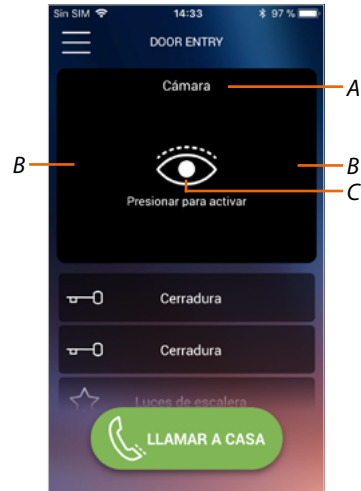 Sin SIM 14:33 97 %
DOOR ENTRY
Cámara
A
B
B
C
Presionar para activar
Cerradura
Cerradura
Luces de escalera
LLAMAR A CASA